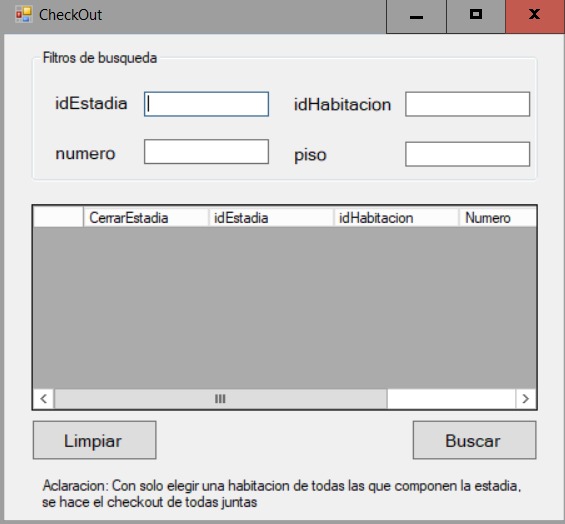 CheckOut
Filtros de busqueda
idEstadia idHabitacion
numero piso
CerrarEstadia idEstadia idHabitacion Numero
Limpiar Buscar
Aclaracion: Con solo elegir una habitacion de todas las que componen la estadia,
se hace el checkout de todas juntas